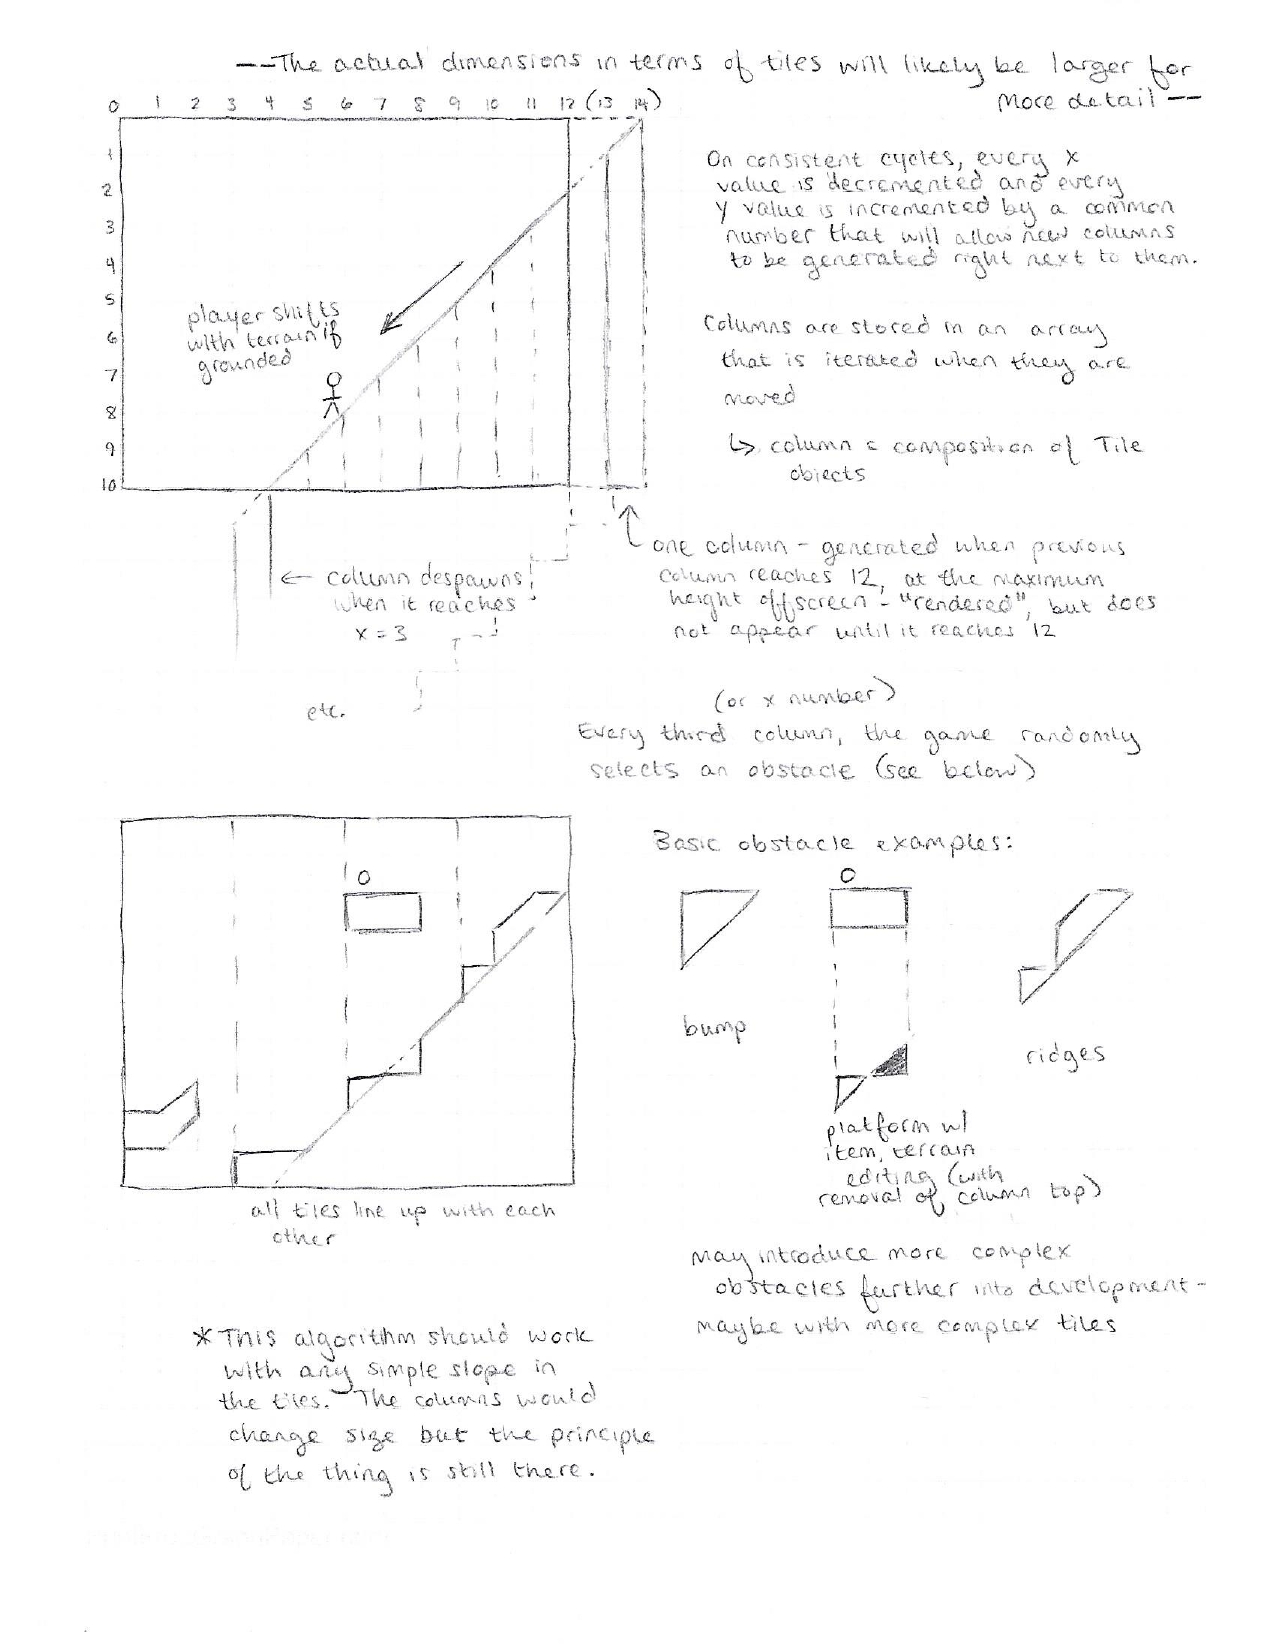 --The actual dimensions in terms of tiles will likely be larger for
more detail--
0 1 2 3 4 5 6 7 8 9 10 11 12 (13 14)
0
1
2
3
4
5
6
7
8
9
10
player shifts
with terrain if
grounded
On consistent cycles, every x
value is decremented and every
y value is incremented by a common
number that will allow new columns
to be generated right next to them.
Columns are stored in an array
that is iterated when they are
moved
↳ column = composition of Tile
objects
one column - generated when previous
column reaches 12, at the maximum
height offscreen - "rendered", but does
not appear until it reaches 12
← column despawns
when it reaches
x = 3
etc.
(or x number)
Every third column, the game randomly
selects an obstacle (see below)
Basic obstacle examples:
bump
platform w/
item, terrain
editing (with
removal of column top)
ridges
all tiles line up with each
other
May introduce more complex
obstacles further into development-
maybe with more complex tiles
*This algorithm should work
with any simple slope in
the tiles. The columns would
change size but the principle
of the thing is still there.